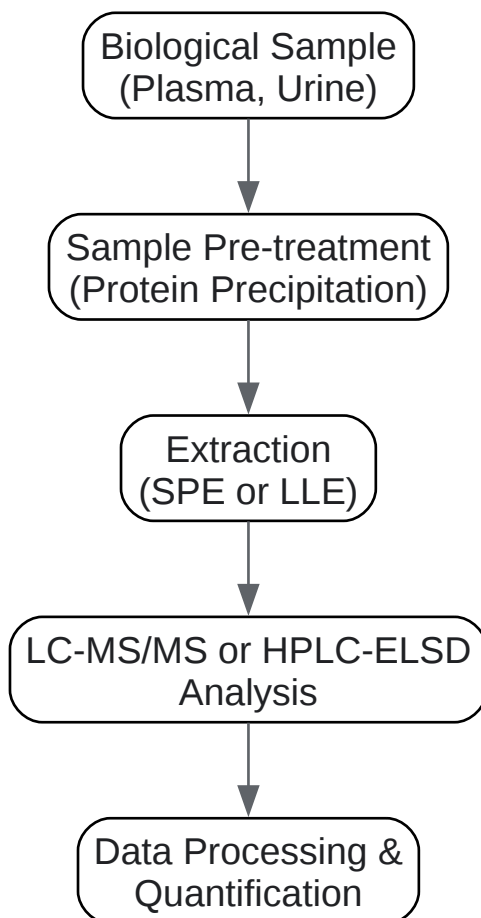 Biological Sample
(Plasma, Urine)
Sample Pre-treatment
(Protein Precipitation)
Extraction
(SPE or LLE)
LC-MS/MS or HPLC-ELSD
Analysis
Data Processing &
Quantification